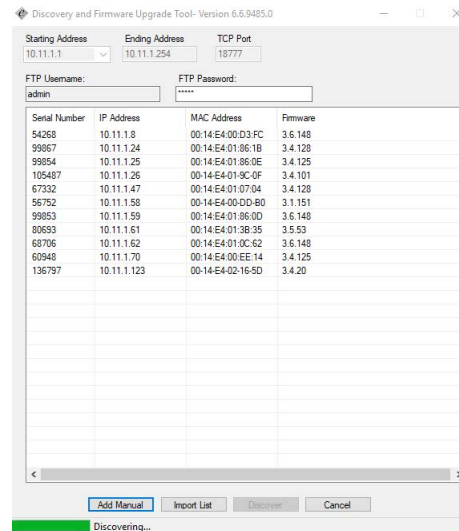 Discovery and Firmware Upgrade Tool- Version 6.6.9485.0
Starting Address Ending Address TCP Port
10.11.1.1 10.11.1.254 18777
FTP Username: FTP Password:
admin *****
Serial Number IP Address MAC Address Firmware
54268 10.11.1.8 00:14:E4:00:D3:FC 3.6.148
99867 10.11.1.24 00:14:E4:01:86:1B 3.4.128
99854 10.11.1.25 00:14:E4:01:86:0E 3.4.125
105487 10.11.1.26 00-14-E4-01-9C-0F 3.4.101
67332 10.11.1.47 00:14:E4:01:07:04 3.4.128
56752 10.11.1.58 00-14-E4-00-DD-B0 3.1.151
99853 10.11.1.59 00:14:E4:01:86:0D 3.6.148
80693 10.11.1.61 00:14:E4:01:3B:35 3.5.53
68706 10.11.1.62 00:14:E4:01:0C:62 3.6.148
60948 10.11.1.70 00:14:E4:00:EE:14 3.4.125
136797 10.11.1.123 00-14-E4-02-16-5D 3.4.20
Add Manual Import List Discover Cancel
Discovering...